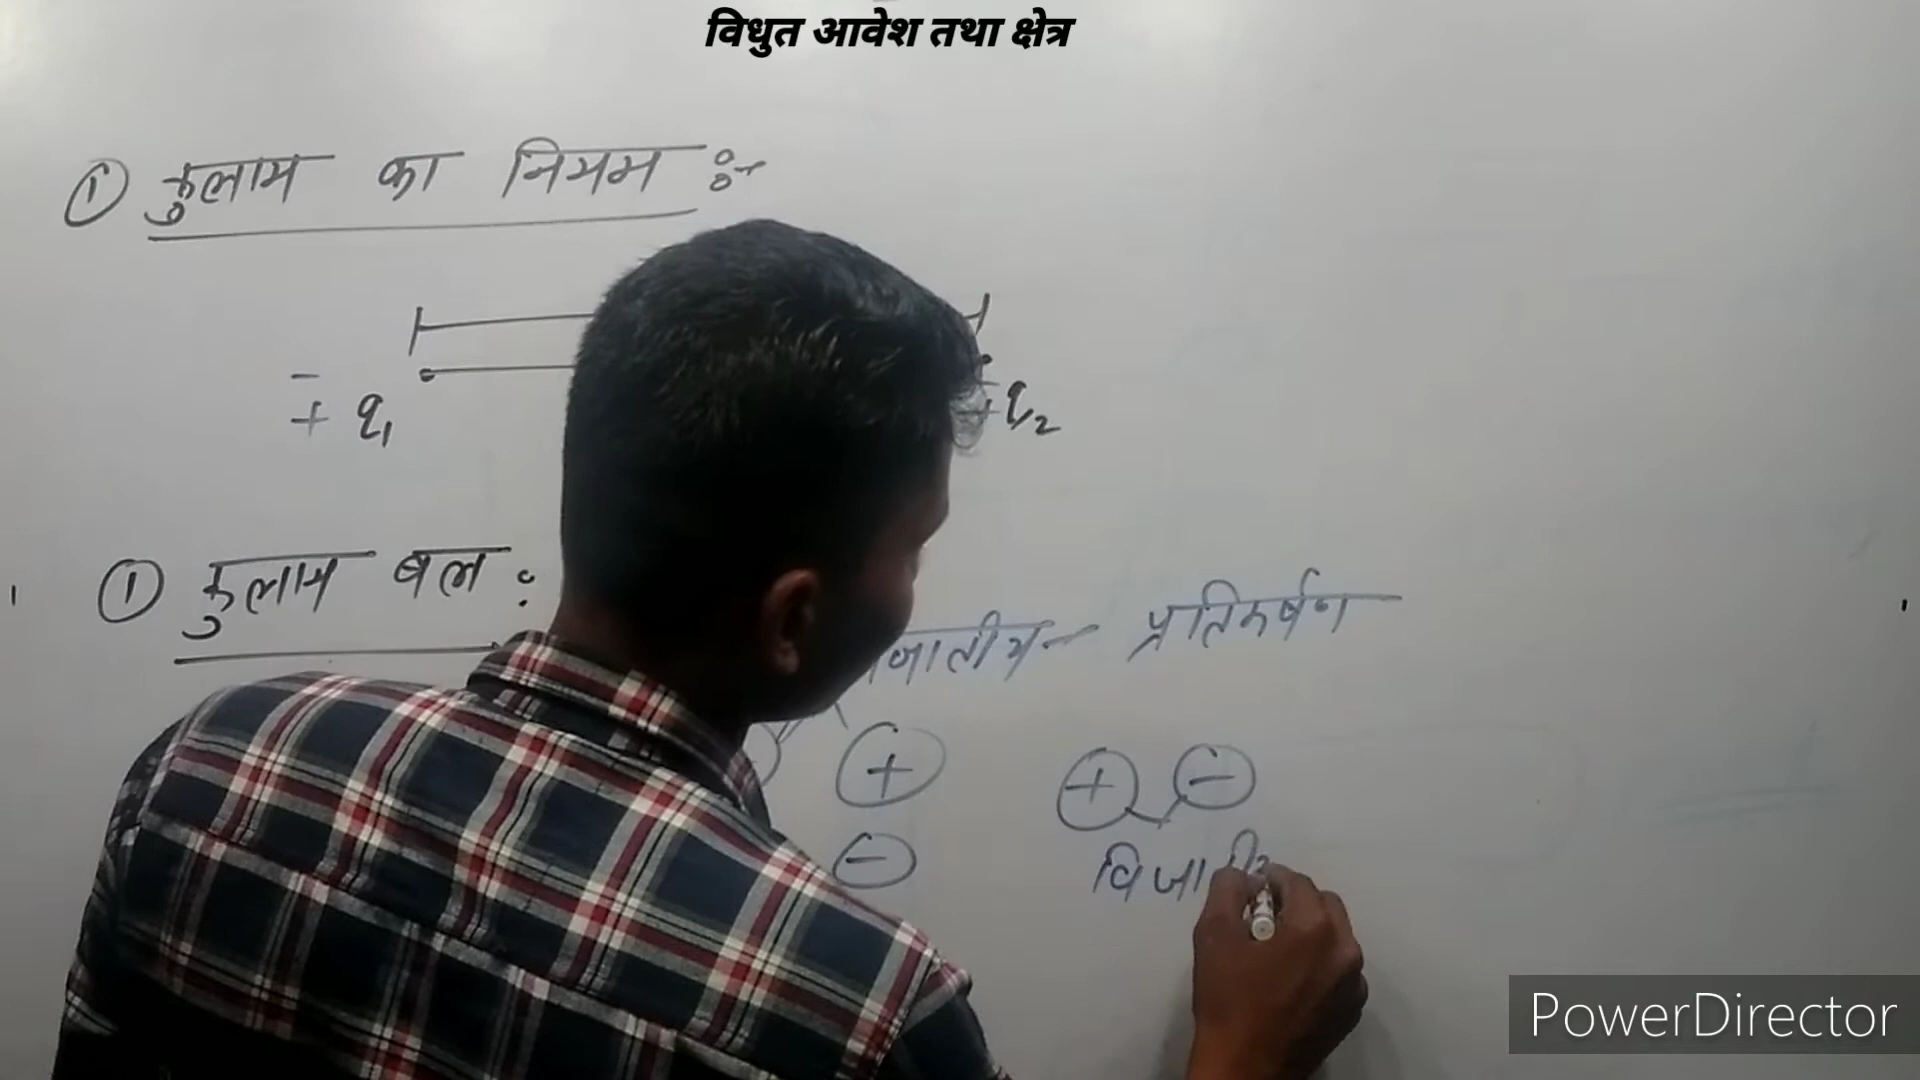 विधुत आवेश तथा क्षेत्र
① कुलाम का नियम :-
- -
+ q₁ + q₂
① कुलाम बल :
जातीय - प्रतिकर्षण
+ + -
-
विजाती
PowerDirector